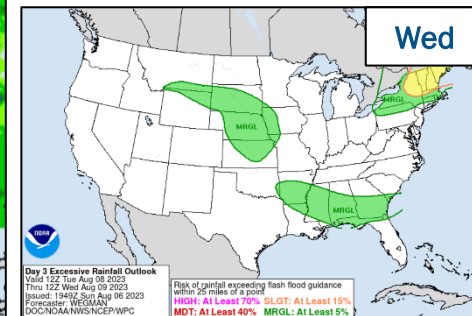 Wed
MRGL
MRGL
MRGL
NOAA
Day 3 Excessive Rainfall Outlook
Valid 12Z Tue Aug 08 2023
Thru 12Z Wed Aug 09 2023
Issued: 1949Z Sun Aug 06 2023
Forecaster: WEGMAN
DOC/NOAA/NWS/NCEP/WPC
Risk of rainfall exceeding flash flood guidance
within 25 miles of a point
HIGH: At Least 70% SLGT: At Least 15%
MDT: At Least 40% MRGL: At Least 5%